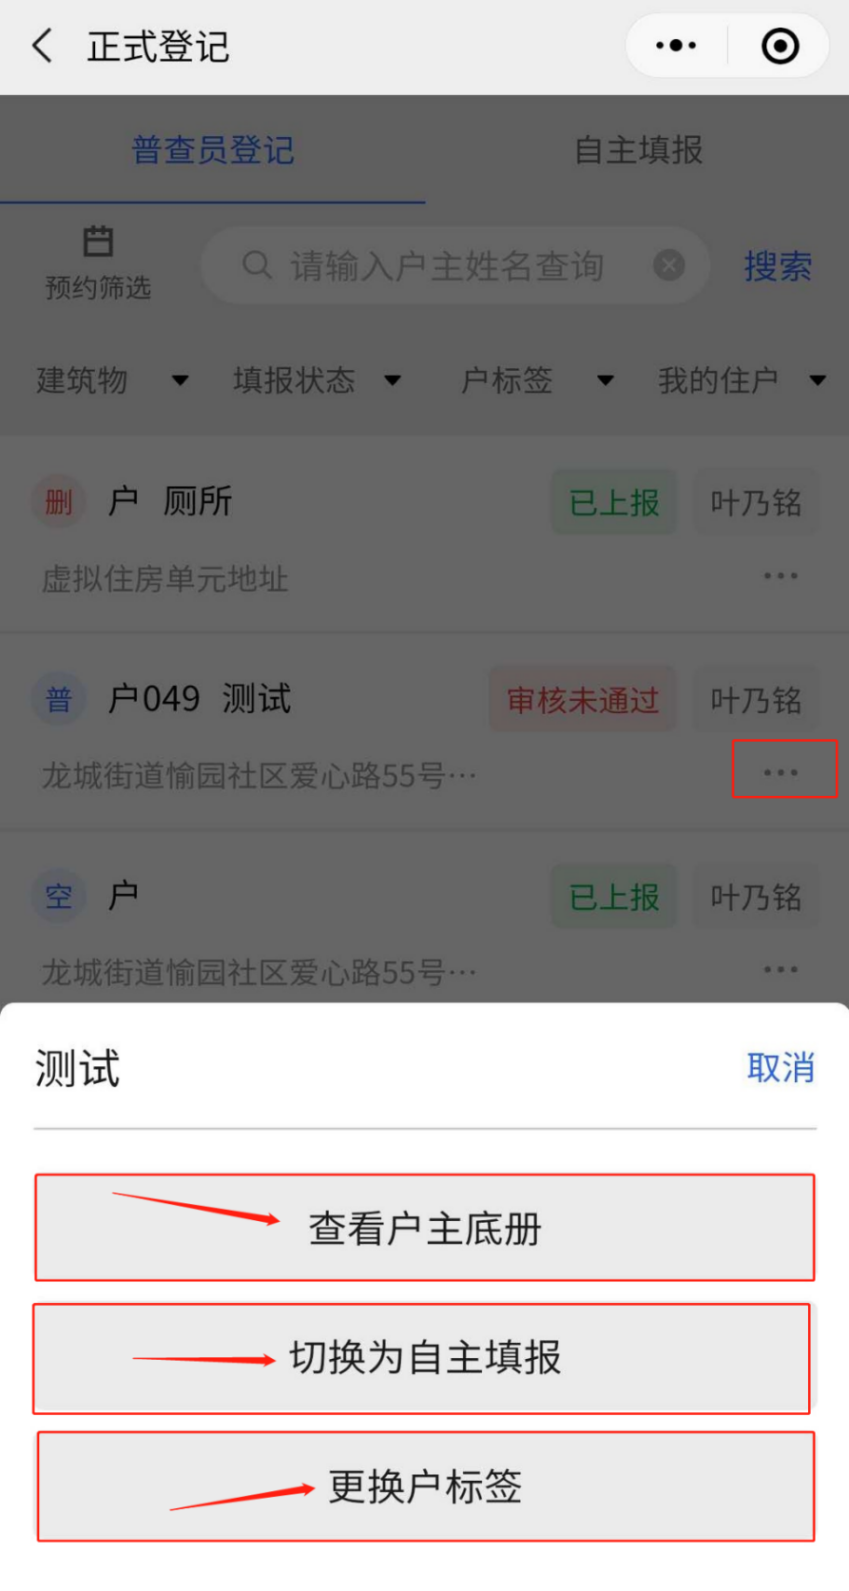 正式登记
普查员登记 自主填报
预约筛选 请输入户主姓名查询 搜索
建筑物 填报状态 户标签 我的住户
删 户 厕所 已上报 叶乃铭
虚拟住房单元地址 ···
普 户049 测试 审核未通过 叶乃铭
龙城街道愉园社区爱心路55号··· ···
空 户 已上报 叶乃铭
龙城街道愉园社区爱心路55号··· ···
测试 取消
查看户主底册
切换为自主填报
更换户标签